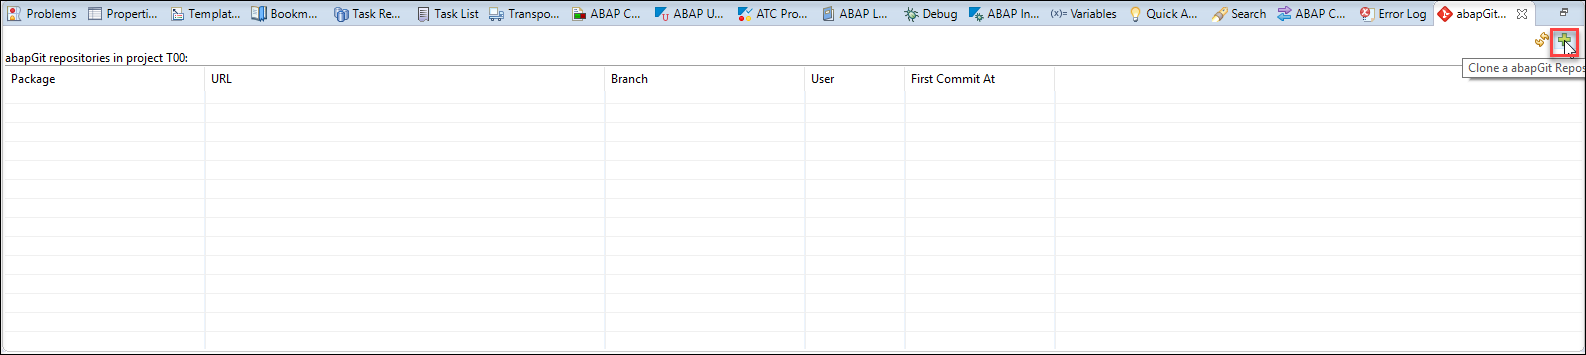 Problems Properti... Templat... Bookm... Task Re... Task List Transpo... ABAP C... ABAP U... ATC Pro... ABAP L... Debug ABAP In... (x)= Variables Quick A... Search ABAP C... Error Log abapGit...
abapGit repositories in project T00:
Package URL Branch User First Commit At
Clone a abapGit Repos